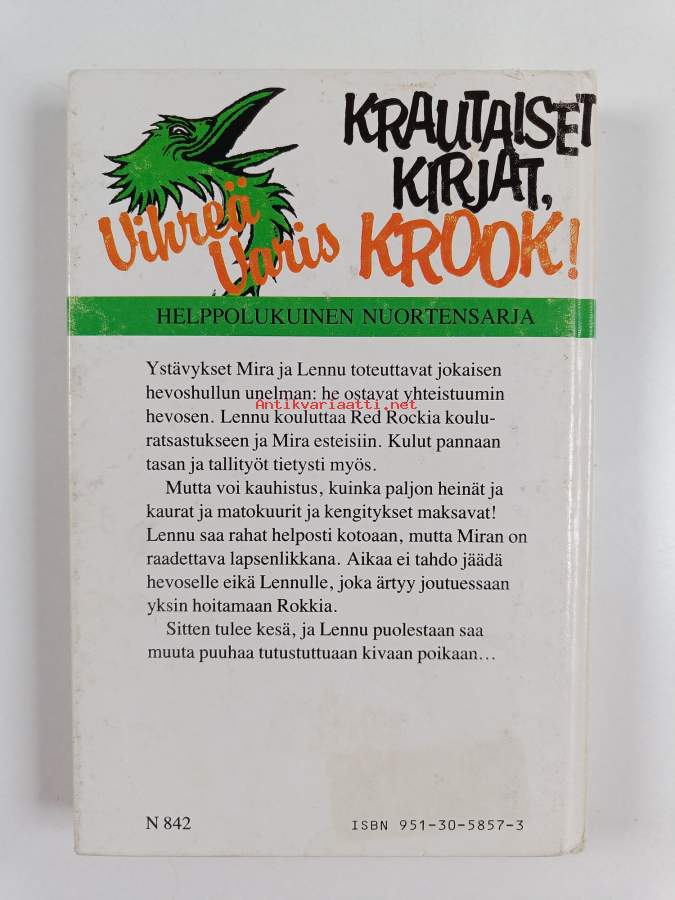 KRAUTAISET
KIRJAT,
Vihreä
Varis
KROOK!
HELPPOLUKUINEN NUORTENSARJA
Ystävykset Mira ja Lennu toteuttavat jokaisen
hevoshullun unelman: he ostavat yhteistuumin
hevosen. Lennu kouluttaa Red Rockia koulu-
Antikvariaatti.net
ratsastukseen ja Mira esteisiin. Kulut pannaan
tasan ja tallityöt tietysti myös.
Mutta voi kauhistus, kuinka paljon heinät ja
kaurat ja matokuurit ja kengitykset maksavat!
Lennu saa rahat helposti kotoaan, mutta Miran on
raadettava lapsenlikkana. Aikaa ei tahdo jäädä
hevoselle eikä Lennulle, joka ärtyy joutuessaan
yksin hoitamaan Rokkia.
Sitten tulee kesä, ja Lennu puolestaan saa
muuta puuhaa tutustuttuaan kivaan poikaan...
N 842
ISBN 951-30-5857-3